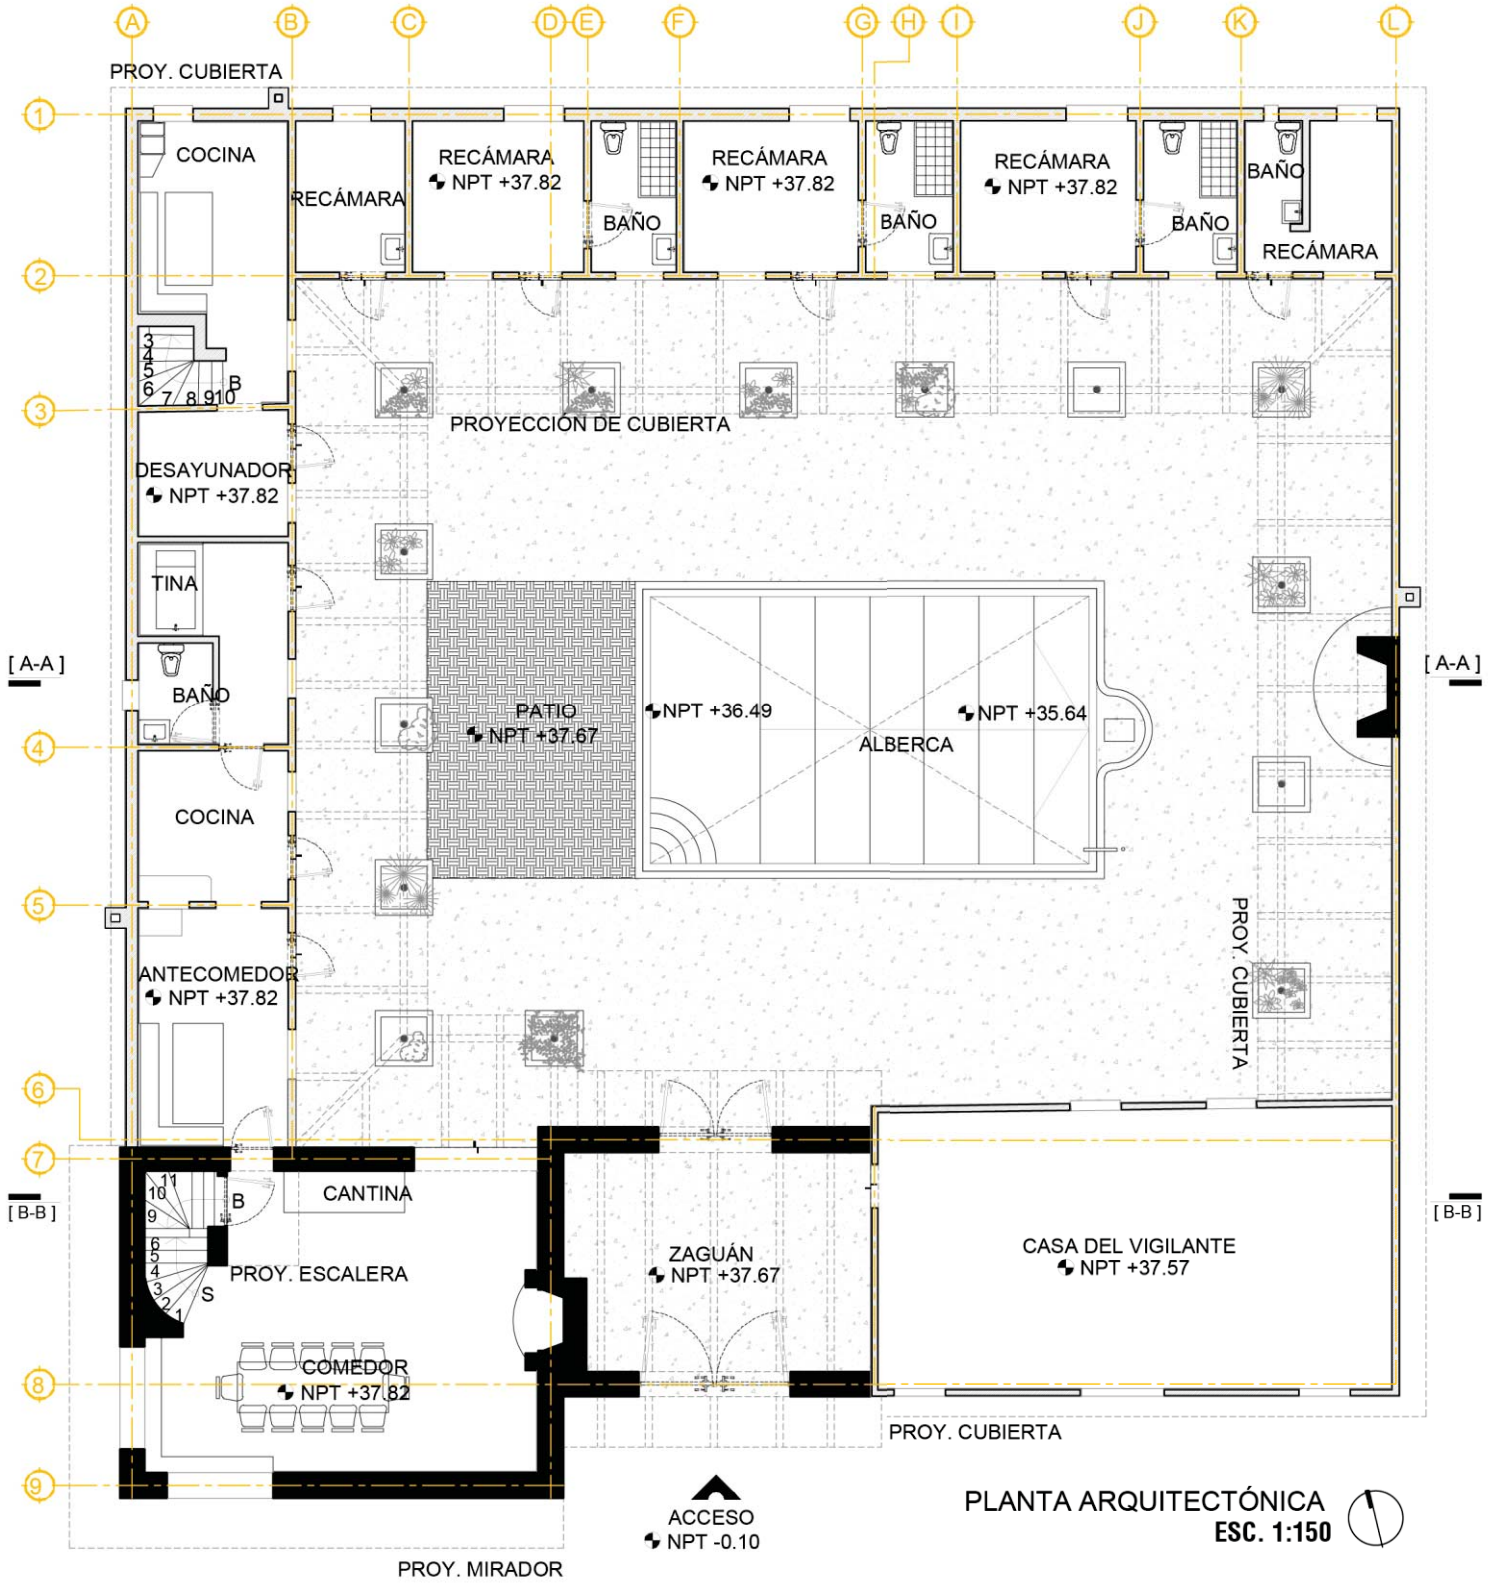 A B C D E F G H I J K L
PROY. CUBIERTA
1
COCINA
RECÁMARA
RECÁMARA
NPT +37.82
BAÑO
RECÁMARA
NPT +37.82
BAÑO
RECÁMARA
NPT +37.82
BAÑO
BAÑO
RECÁMARA
2
3
4
5
6
7
8
9
10
B
3
PROYECCIÓN DE CUBIERTA
DESAYUNADOR
NPT +37.82
TINA
[ A-A ]
[ A-A ]
BAÑO
PATIO
NPT +37.67
NPT +36.49
NPT +35.64
ALBERCA
4
COCINA
5
PROY. CUBIERTA
ANTECOMEDOR
NPT +37.82
6
7
11
10
9
B
CANTINA
[ B-B ]
[ B-B ]
6
5
4
3
2
1
S
PROY. ESCALERA
ZAGUÁN
NPT +37.67
CASA DEL VIGILANTE
NPT +37.57
COMEDOR
NPT +37.82
8
PROY. CUBIERTA
9
ACCESO
NPT -0.10
PLANTA ARQUITECTÓNICA
ESC. 1:150
PROY. MIRADOR